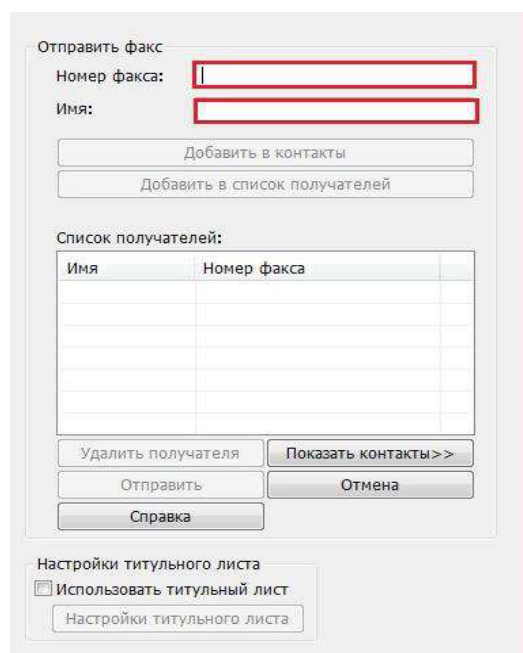 Отправить факс
Номер факса:
Имя:
Добавить в контакты
Добавить в список получателей
Список получателей:
Имя Номер факса
Удалить получателя Показать контакты>>
Отправить Отмена
Справка
Настройки титульного листа
Использовать титульный лист
Настройки титульного листа